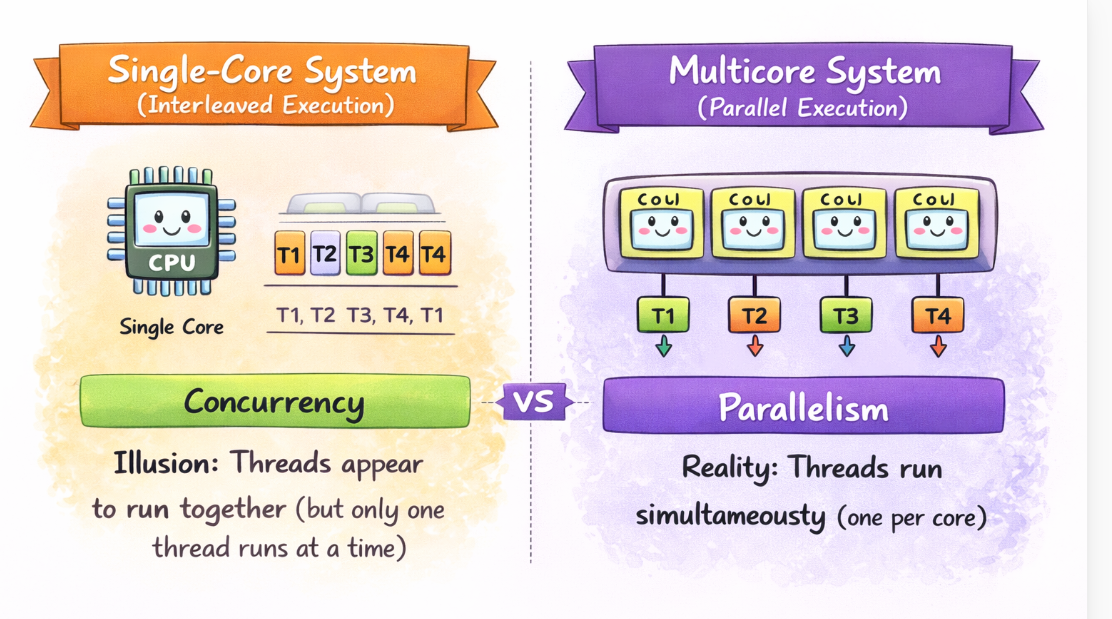 Single-Core System
(Interleaved Execution)
CPU
Single Core
T1 T2 T3 T4 T4
T1, T2 T3, T4, T1
Concurrency
Illusion: Threads appear
to run together (but only one
thread runs at a time)
VS
Multicore System
(Parallel Execution)
CoUl CoUl CoUl CoUl
T1 T2 T3 T4
Parallelism
Reality: Threads run
simultameousty (one per core)